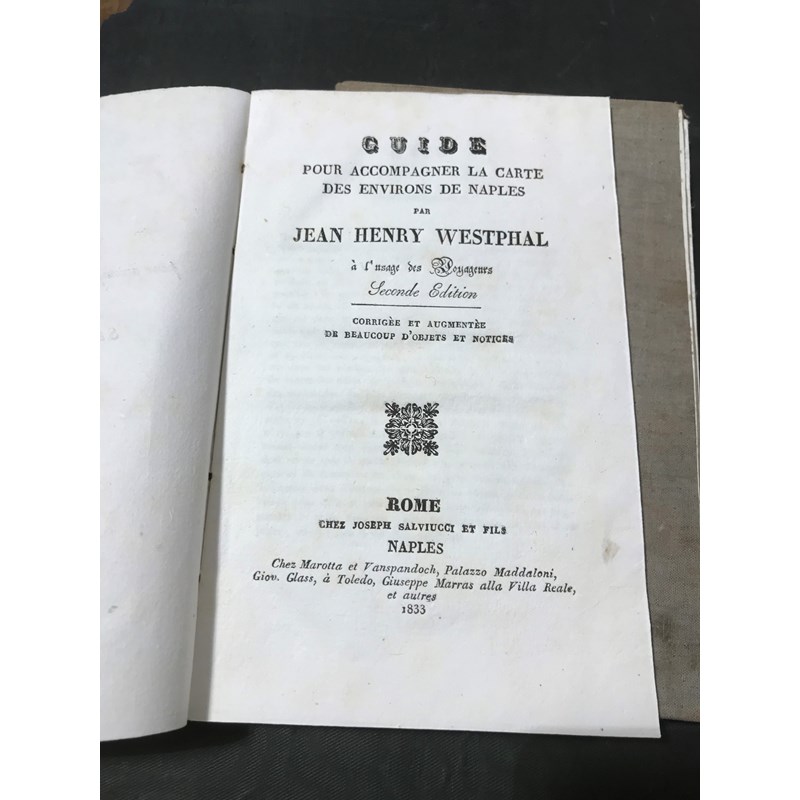 GUIDE
POUR ACCOMPAGNER LA CARTE
DES ENVIRONS DE NAPLES
PAR
JEAN HENRY WESTPHAL
à l'usage des Voyageurs
Seconde Edition
CORRIGÈE ET AUGMENTÈE
DE BEAUCOUP D'OBJETS ET NOTICES
ROME
CHEZ JOSEPH SALVIUCCI ET FILS
NAPLES
Chez Marotta et Vanspandoch, Palazzo Maddaloni,
Giov. Glass, à Toledo, Giuseppe Marras alla Villa Reale,
et autres
1833